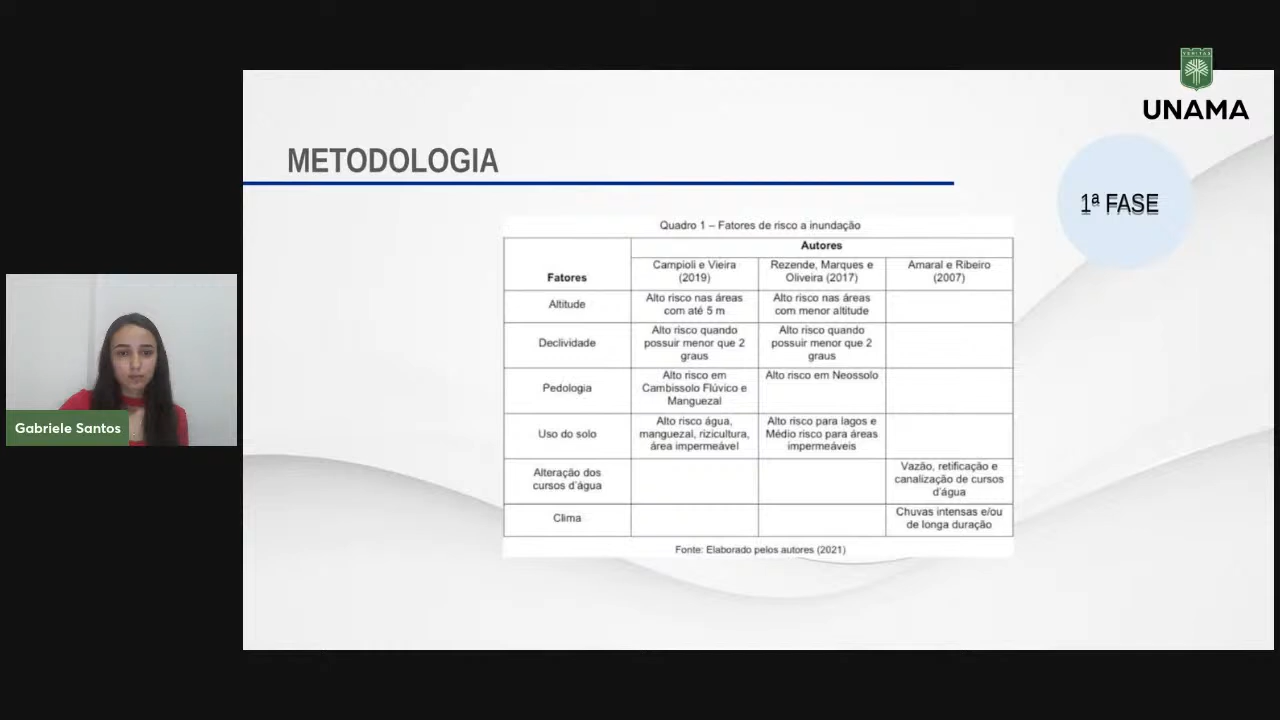 VERITAS
UNAMA
METODOLOGIA
1ª FASE
Quadro 1 – Fatores de risco a inundação
Fatores
Autores
Campioli e Vieira
(2019)
Rezende, Marques e
Oliveira (2017)
Amaral e Ribeiro
(2007)
Altitude
Alto risco nas áreas
com até 5 m
Alto risco nas áreas
com menor altitude
Declividade
Alto risco quando
possuir menor que 2
graus
Alto risco quando
possuir menor que 2
graus
Pedologia
Alto risco em
Cambissolo Flúvico e
Manguezal
Alto risco em Neossolo
Uso do solo
Alto risco água,
manguezal, rizicultura,
área impermeável
Alto risco para lagos e
Médio risco para áreas
impermeáveis
Alteração dos
cursos d'água
Vazão, retificação e
canalização de cursos
d'água
Clima
Chuvas intensas e/ou
de longa duração
Fonte: Elaborado pelos autores (2021)
Gabriele Santos